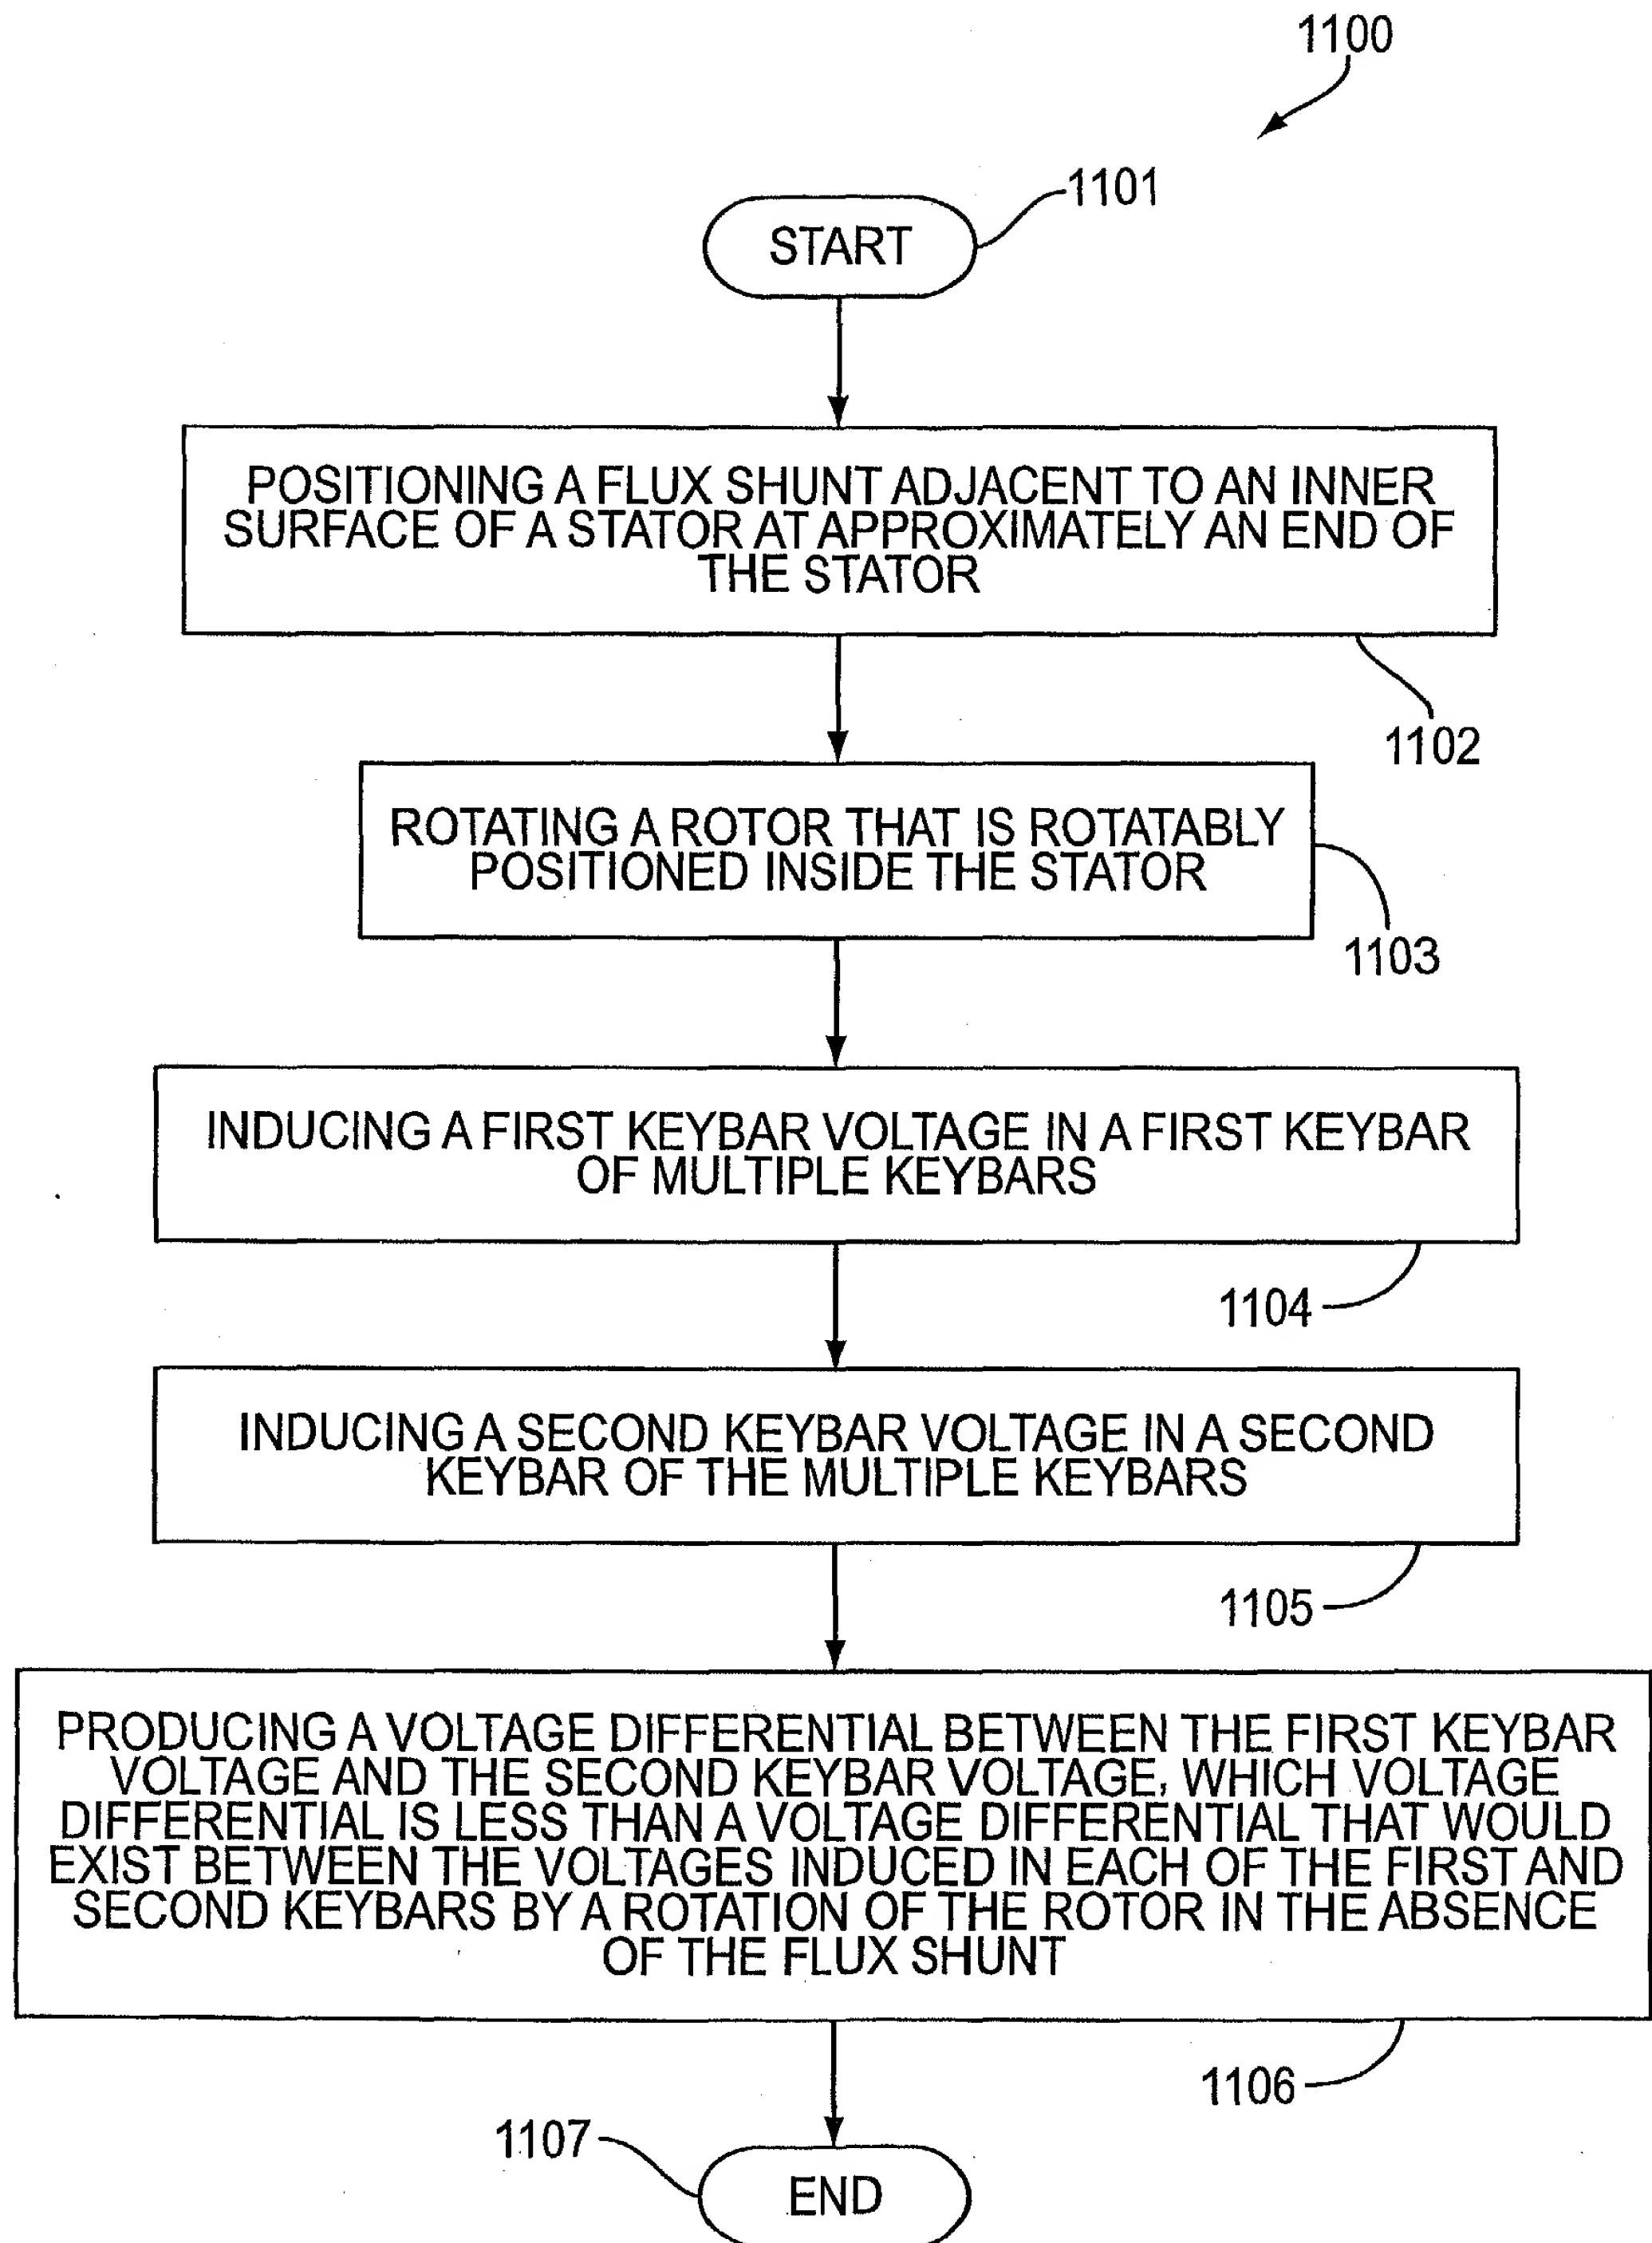 1100
1101
START
POSITIONING A FLUX SHUNT ADJACENT TO AN INNER
SURFACE OF A STATOR AT APPROXIMATELY AN END OF
THE STATOR
1102
ROTATING A ROTOR THAT IS ROTATABLY
POSITIONED INSIDE THE STATOR
1103
INDUCING A FIRST KEYBAR VOLTAGE IN A FIRST KEYBAR
OF MULTIPLE KEYBARS
1104
INDUCING A SECOND KEYBAR VOLTAGE IN A SECOND
KEYBAR OF THE MULTIPLE KEYBARS
1105
PRODUCING A VOLTAGE DIFFERENTIAL BETWEEN THE FIRST KEYBAR
VOLTAGE AND THE SECOND KEYBAR VOLTAGE, WHICH VOLTAGE
DIFFERENTIAL IS LESS THAN A VOLTAGE DIFFERENTIAL THAT WOULD
EXIST BETWEEN THE VOLTAGES INDUCED IN EACH OF THE FIRST AND
SECOND KEYBARS BY A ROTATION OF THE ROTOR IN THE ABSENCE
OF THE FLUX SHUNT
1106
1107
END